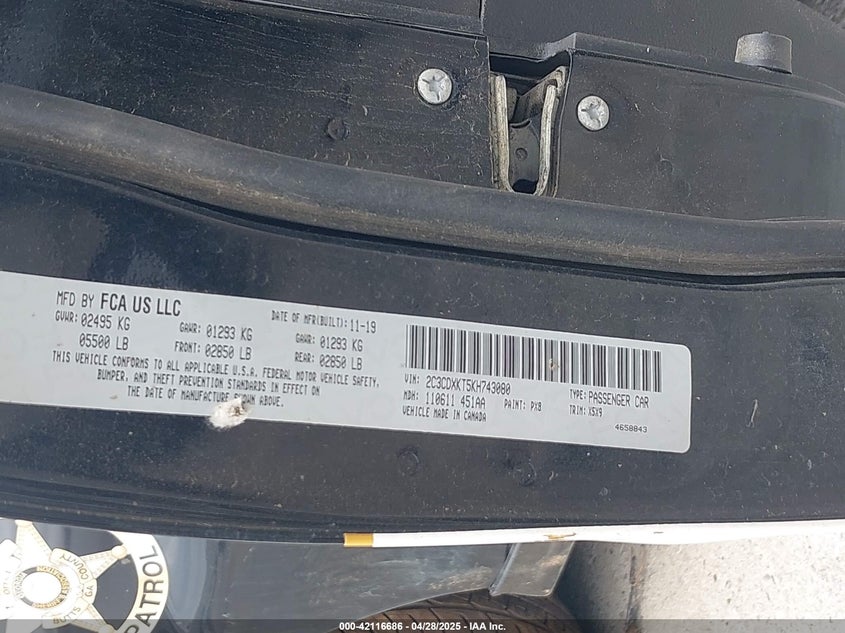 MFD BY FCA US LLC
DATE OF MFR(BUILT): 11-19
GVWR: 02495 KG
GAWR: 01293 KG
GAWR: 01293 KG
05500 LB
FRONT: 02850 LB
REAR: 02850 LB
THIS VEHICLE CONFORMS TO ALL APPLICABLE U.S.A. FEDERAL MOTOR VEHICLE SAFETY,
BUMPER, AND THEFT PREVENTION STANDARDS IN EFFECT ON
THE DATE OF MANUFACTURE SHOWN ABOVE.
VIN: 2C3CDXKT5KH743080
TYPE: PASSENGER CAR
MDH: 110611 451AA
PAINT: PX8
TRIM: X5X9
VEHICLE MADE IN CANADA
4658843
PATROL
COUNTY
000-42116686 - 04/28/2025 - IAA Inc.